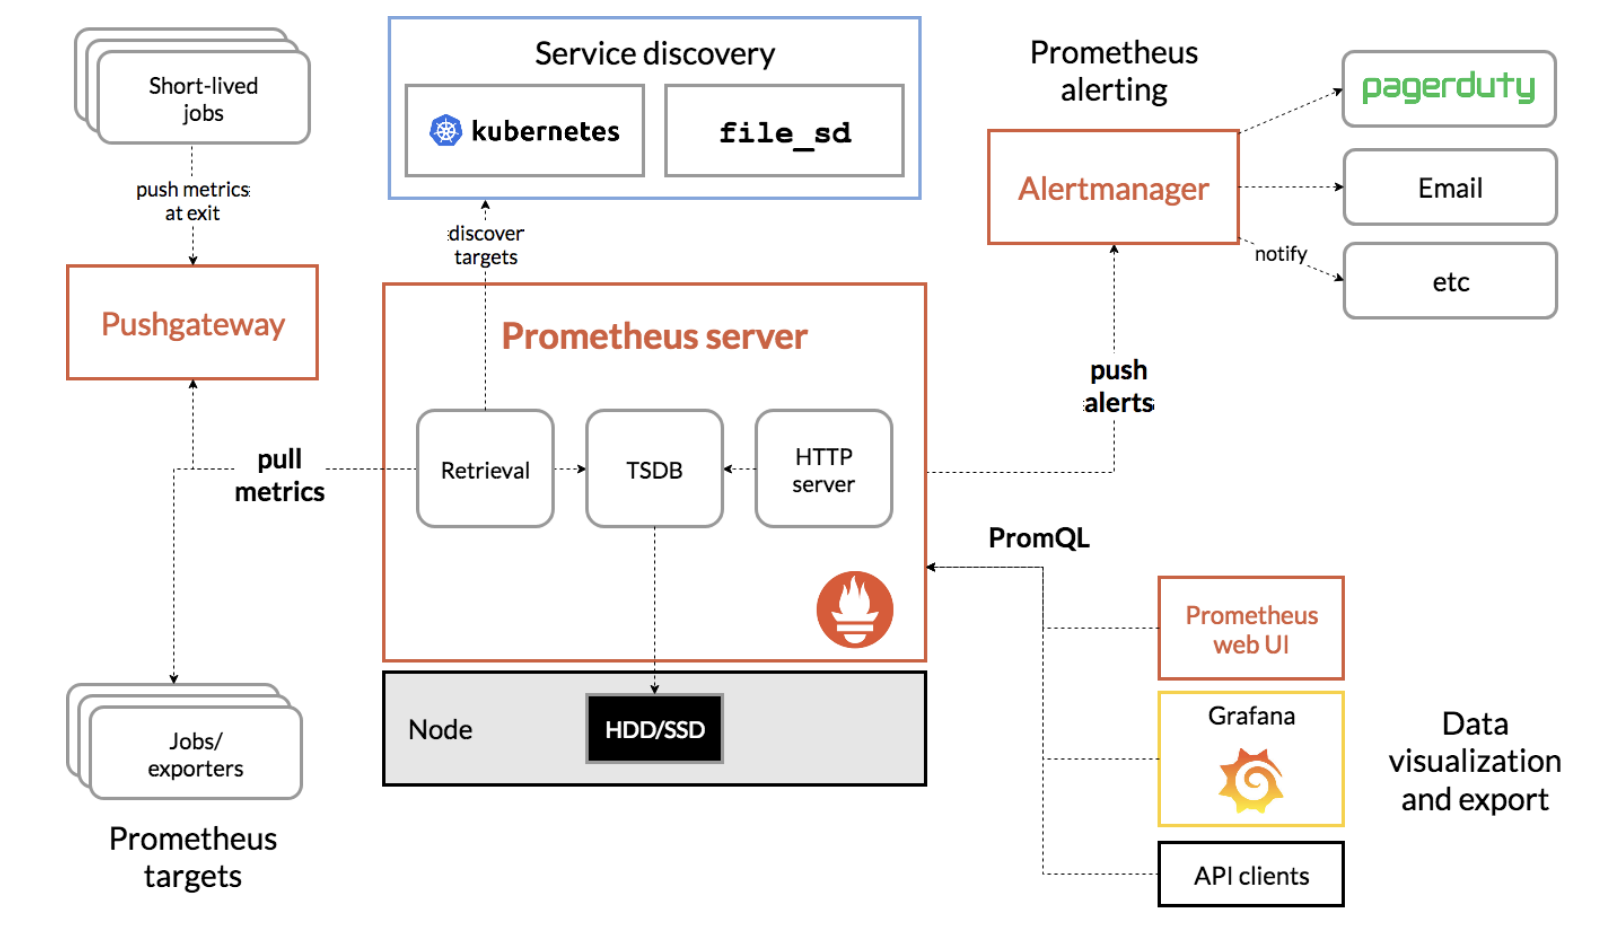 Short-lived
jobs
push metrics
at exit
Pushgateway
pull
metrics
Jobs/
exporters
Prometheus
targets
Service discovery
kubernetes
file_sd
discover
targets
Prometheus server
Retrieval
TSDB
HTTP
server
Node
HDD/SSD
Prometheus
alerting
Alertmanager
pagerduty
Email
notify
etc
push
alerts
PromQL
Prometheus
web UI
Grafana
API clients
Data
visualization
and export